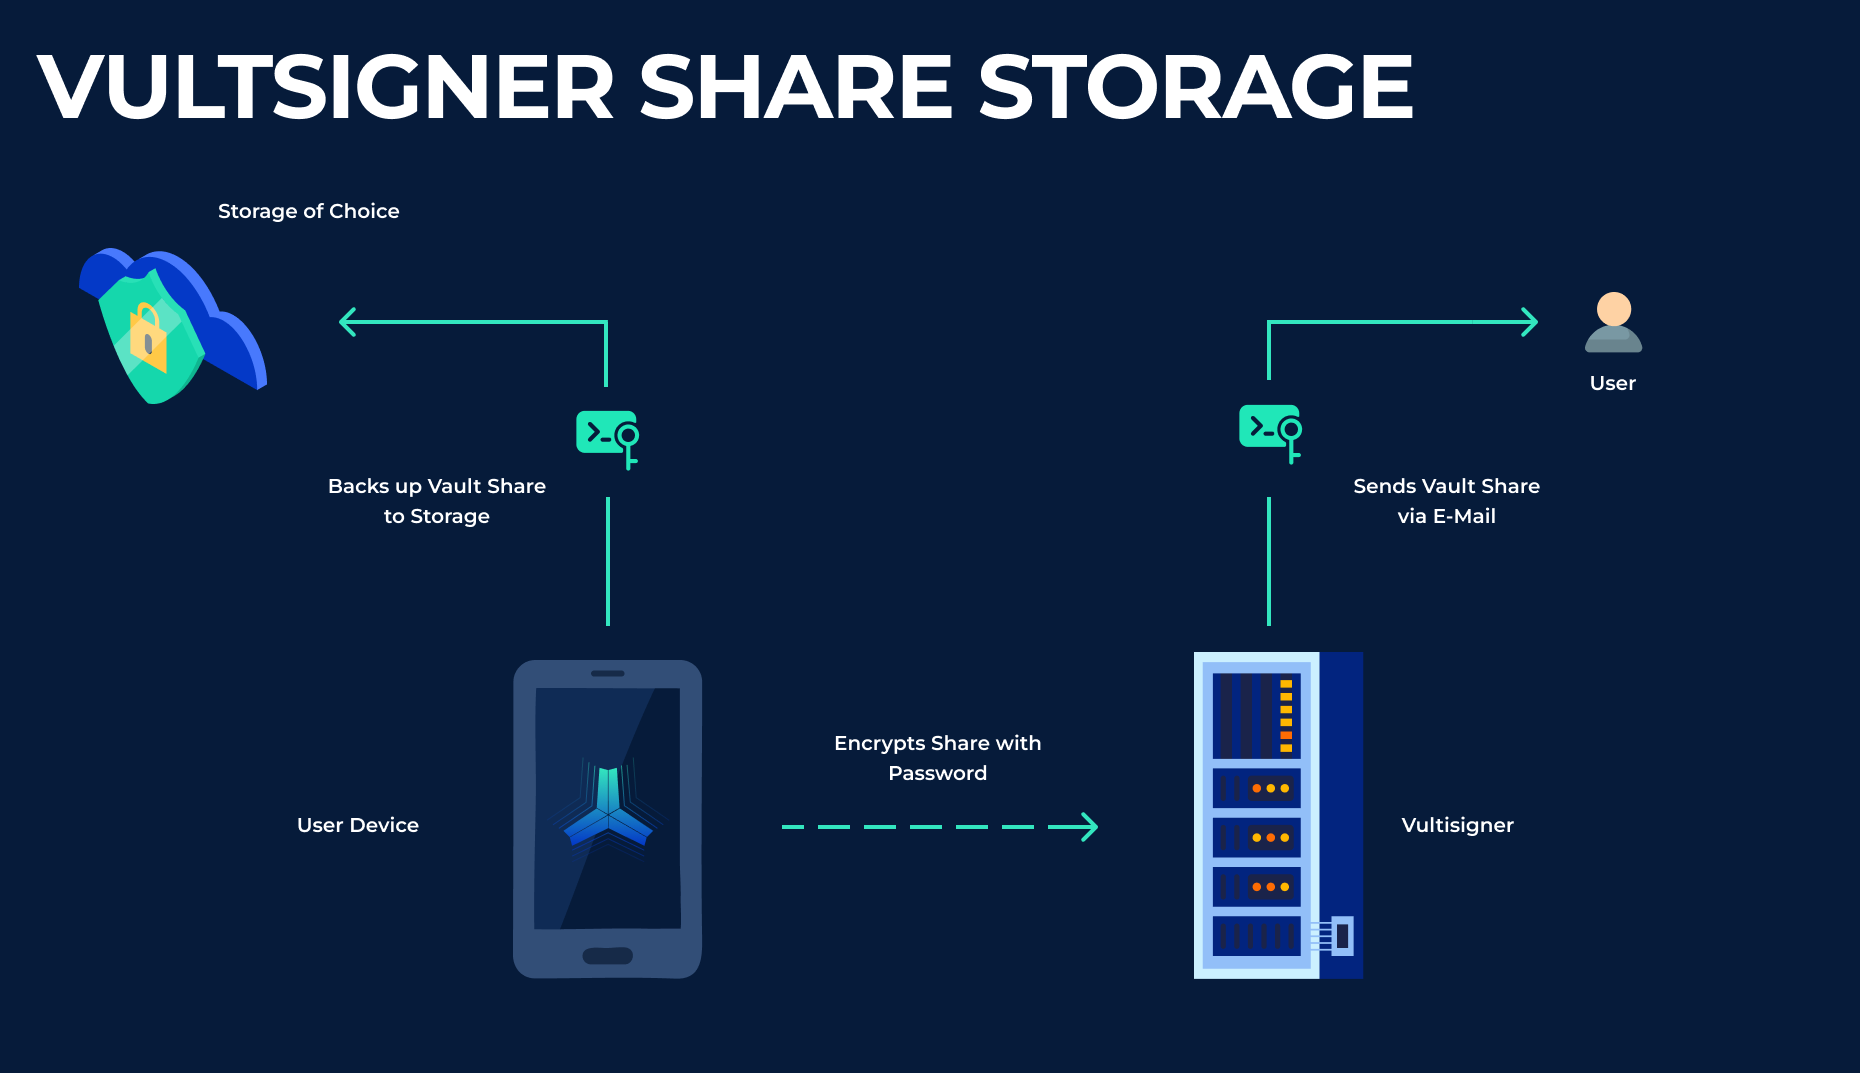 VULTSIGNER SHARE STORAGE
Storage of Choice
User
Backs up Vault Share
to Storage
Sends Vault Share
via E-Mail
Encrypts Share with
Password
User Device
Vultisigner